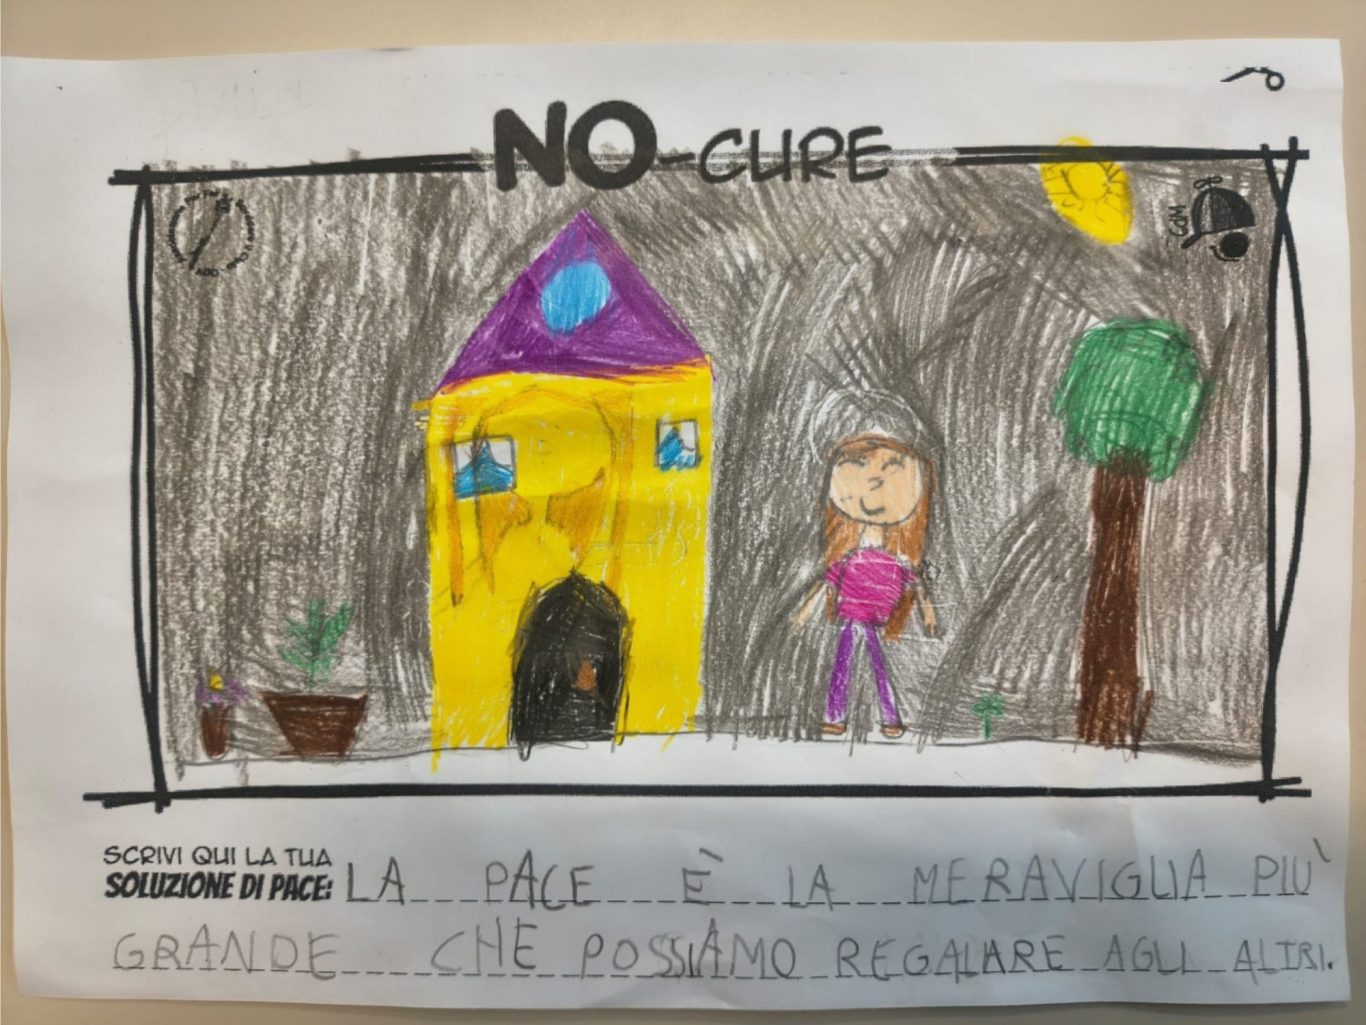 NO-CURE
SCRIVI QUI LA TUA
SOLUZIONE DI PACE: LA PACE È LA MERAVIGLIA PIÙ
GRANDE CHE POSSIAMO REGALARE AGLI ALTRI.